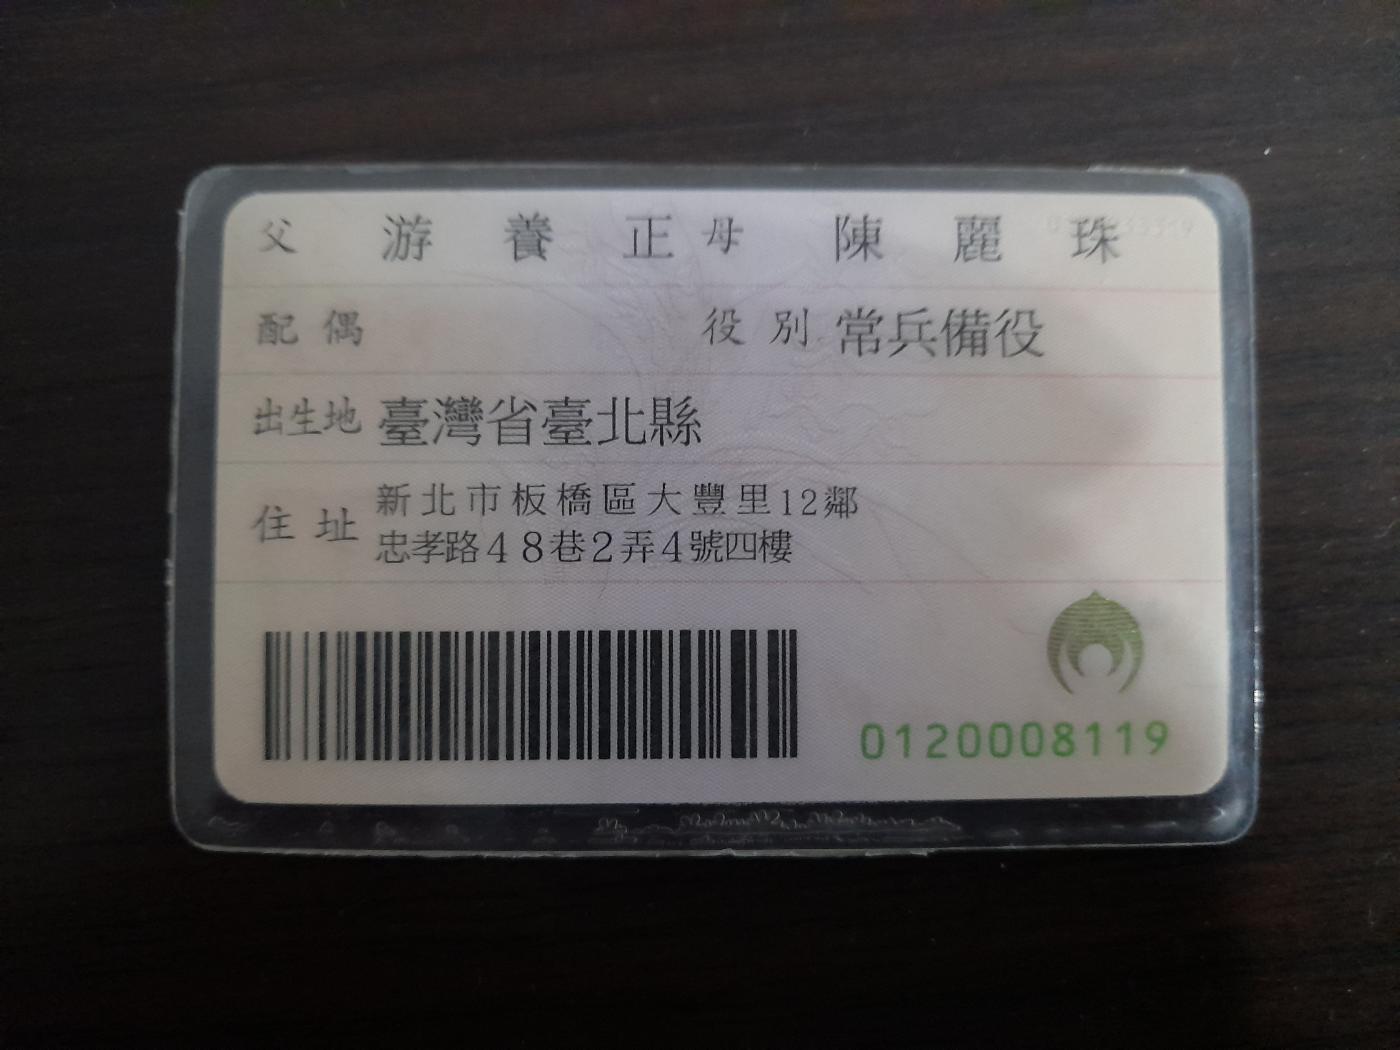 父 游養正 母 陳麗珠
配偶 役別 常兵備役
出生地 臺灣省臺北縣
住址 新北市板橋區大豐里12鄰
忠孝路48巷2弄4號四樓
0120008119